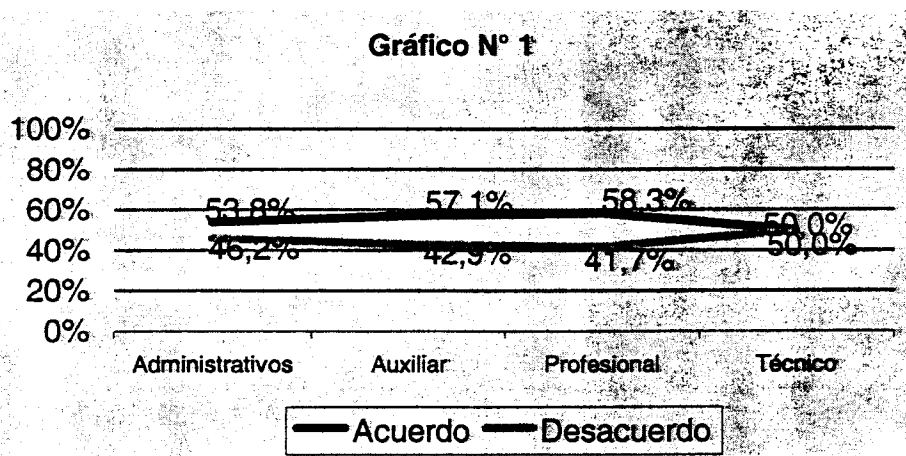 Gráfico N° 1
100%
80%
60%
40%
20%
0%
53,8% 57,1% 58,3% 50,0%
46,2% 42,9% 41,7% 50,0%
Administrativos Auxiliar Profesional Técnico
Acuerdo Desacuerdo